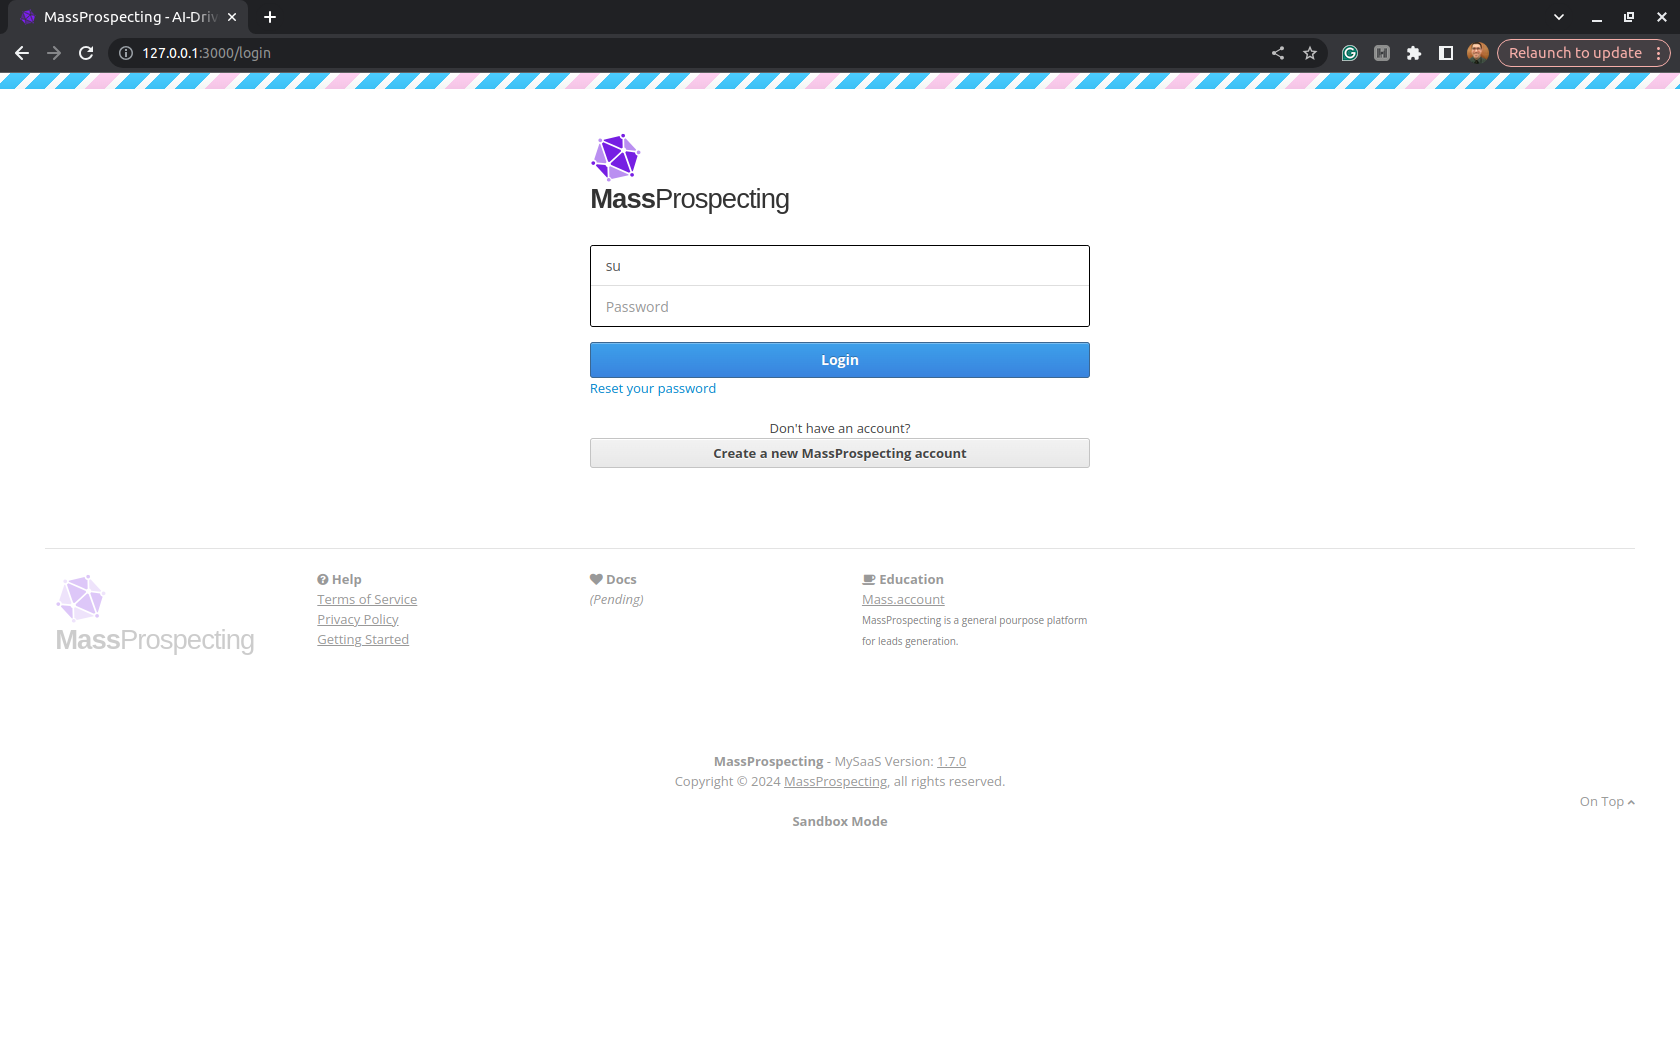 MassProspecting - AI-Driv
127.0.0.1:3000/login
Relaunch to update
MassProspecting
su
Password
Login
Reset your password
Don't have an account?
Create a new MassProspecting account
MassProspecting
Help
Terms of Service
Privacy Policy
Getting Started
Docs
(Pending)
Education
Mass.account
MassProspecting is a general pourpose platform
for leads generation.
MassProspecting - MySaaS Version: 1.7.0
Copyright © 2024 MassProspecting, all rights reserved.
On Top
Sandbox Mode